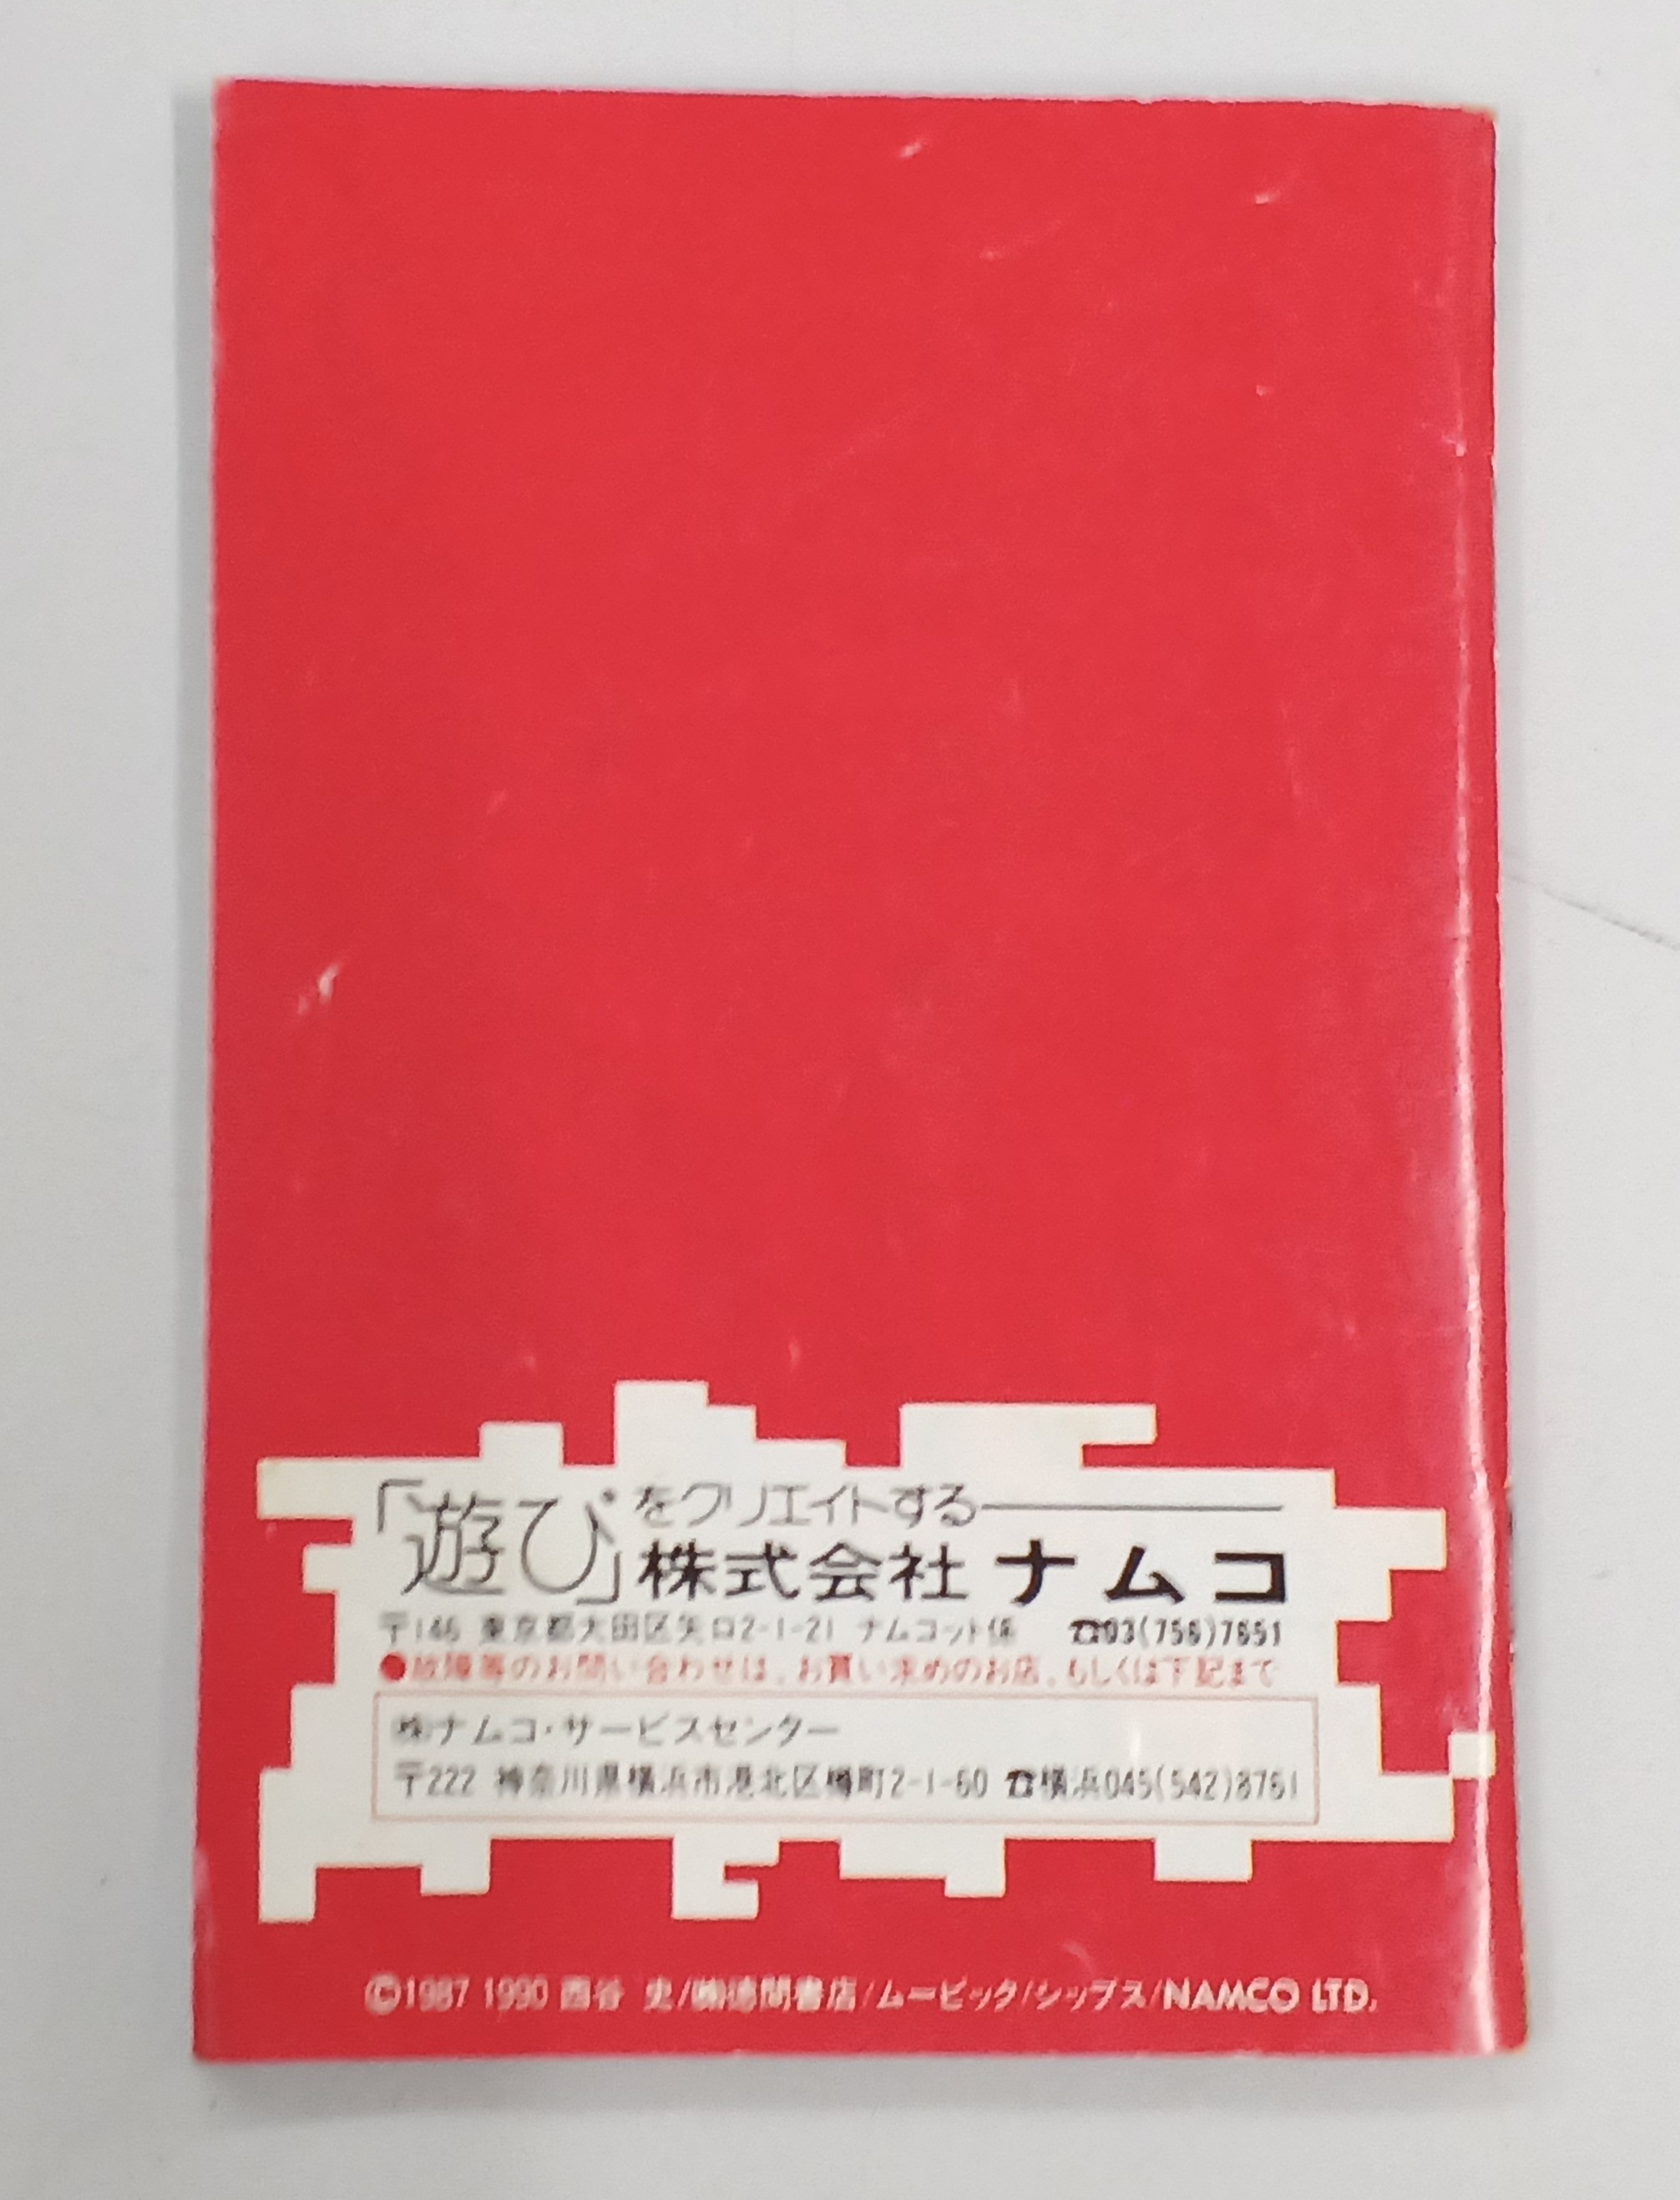 「遊び」をクリエイトする
株式会社 ナムコ
〒146 東京都大田区矢口2-1-21 ナムコット係 ☎03(756)7651
●故障等のお問い合わせは、お買い求めのお店、もしくは下記まで
㈱ナムコ・サービスセンター
〒222 神奈川県横浜市港北区樽町2-1-60 ☎横浜045(542)8761
©1987 1990 西谷 史/㈱徳間書店/ムービック/シップス/NAMCO LTD.